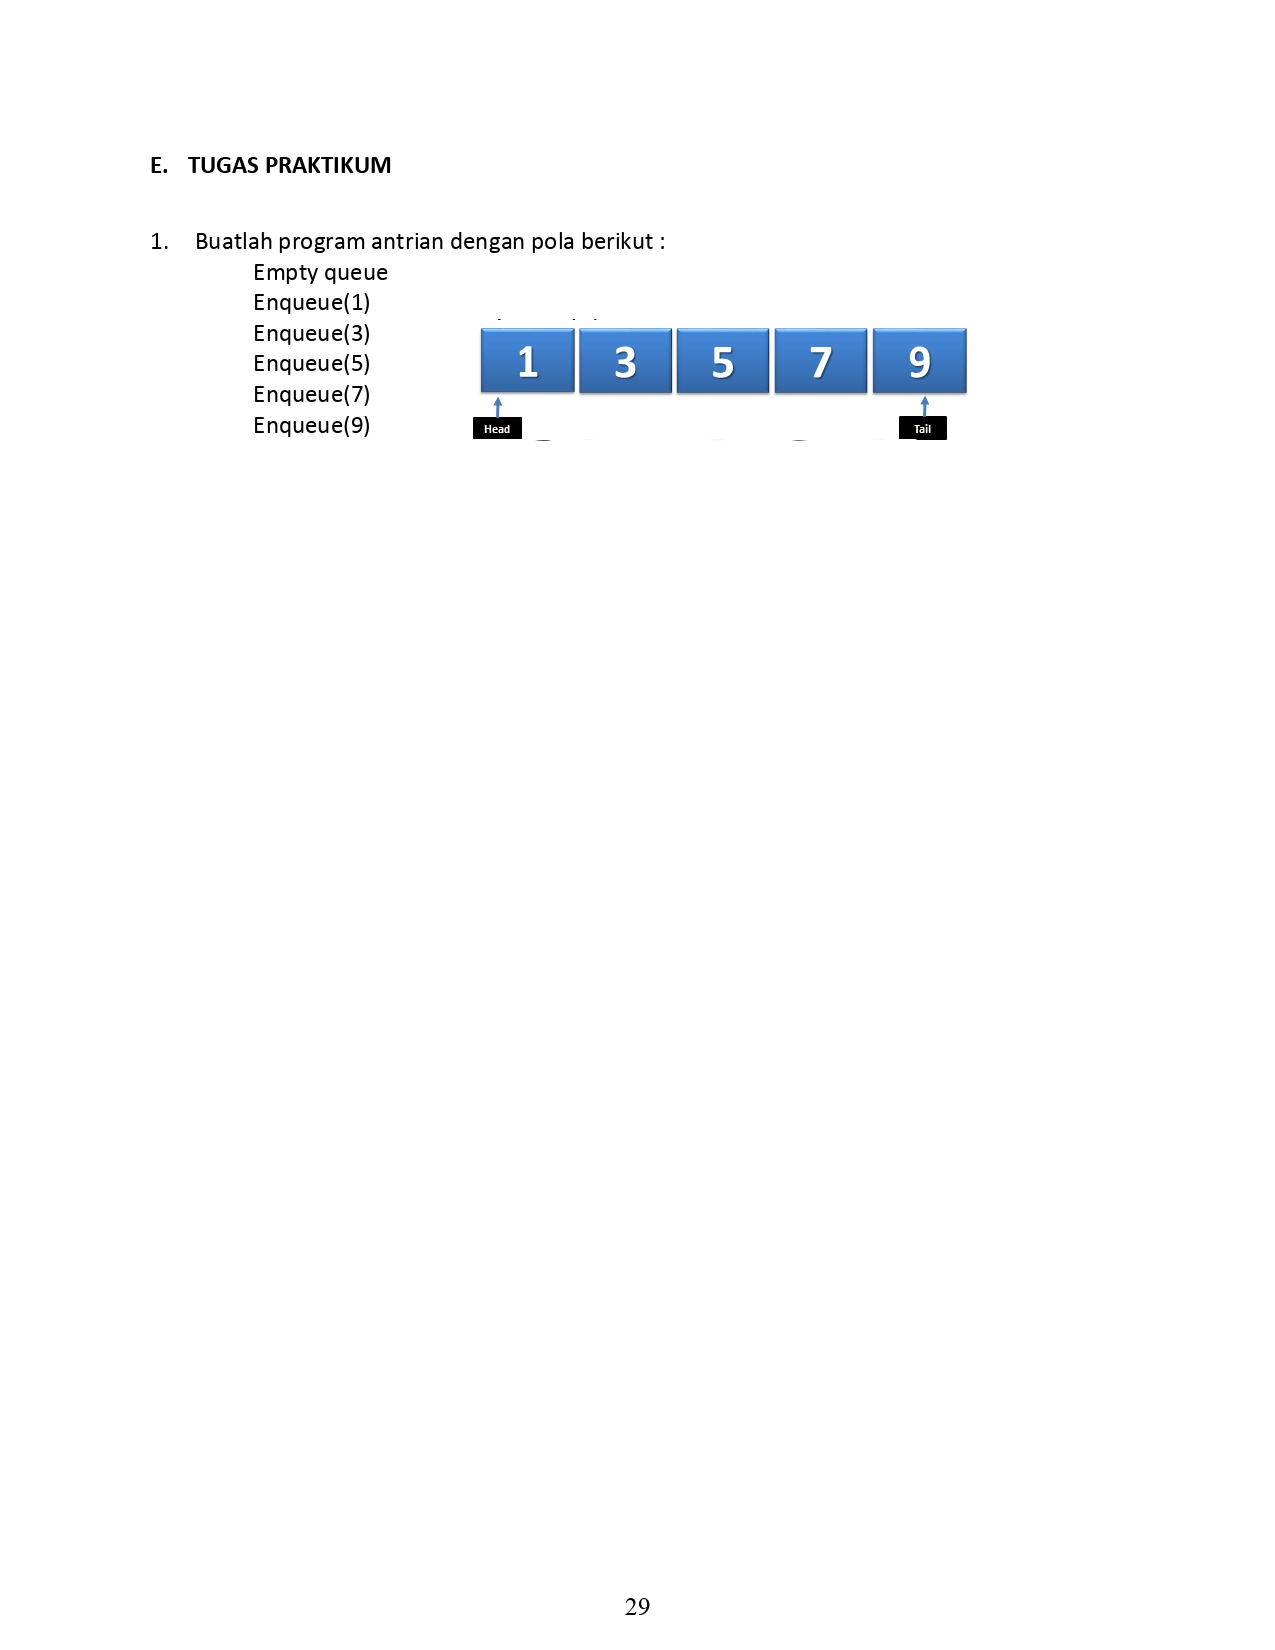 E. TUGAS PRAKTIKUM
1. Buatlah program antrian dengan pola berikut :
Empty queue
Enqueue(1)
Enqueue(3)
Enqueue(5)
Enqueue(7)
Enqueue(9)
1 3 5 7 9
Head Tail
29